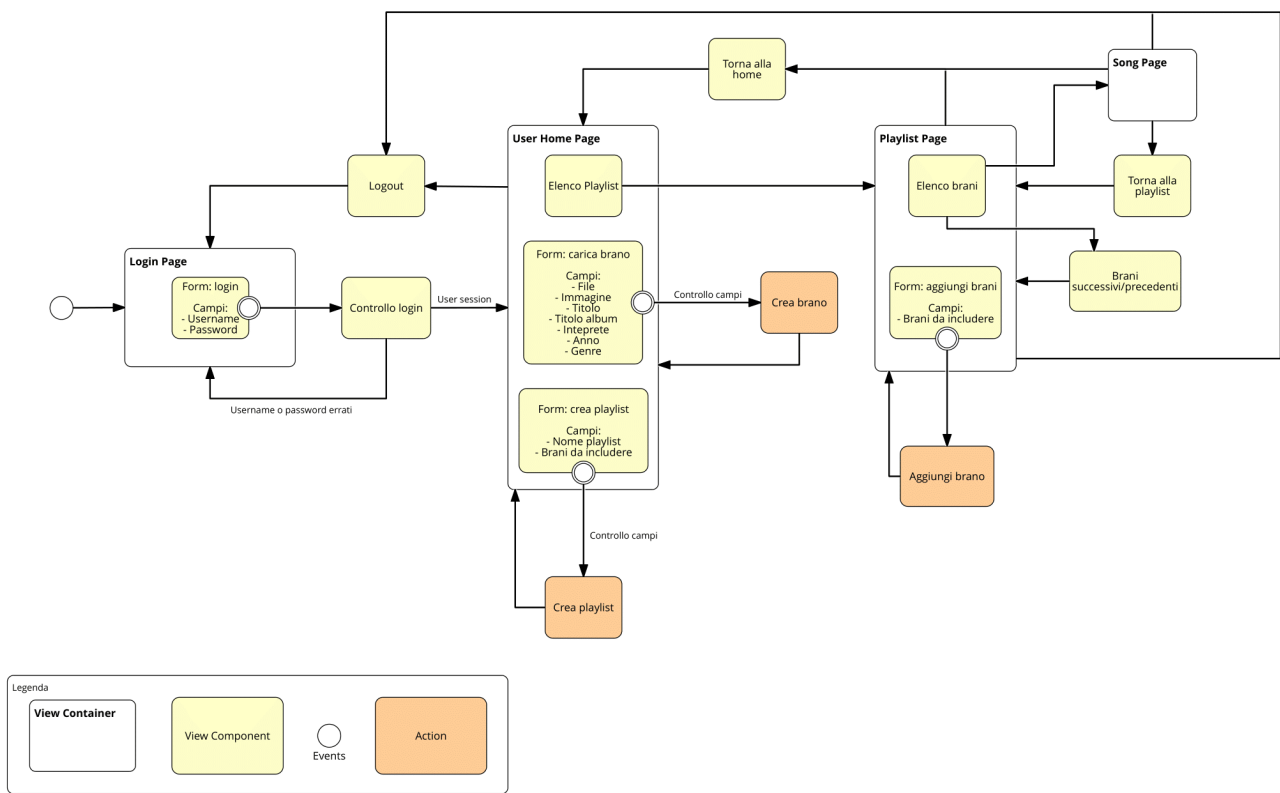 Torna alla
home
Song Page
User Home Page
Playlist Page
Logout
Elenco Playlist
Elenco brani
Torna alla
playlist
Login Page
Form: login
Campi:
- Username
- Password
Controllo login
User session
Form: carica brano
Campi:
- File
- Immagine
- Titolo
- Titolo album
- Inteprete
- Anno
- Genre
Controllo campi
Crea brano
Form: aggiungi brani
Campi:
- Brani da includere
Brani
successivi/precedenti
Username o password errati
Form: crea playlist
Campi:
- Nome playlist
- Brani da includere
Aggiungi brano
Controllo campi
Crea playlist
Legenda
View Container
View Component
Events
Action